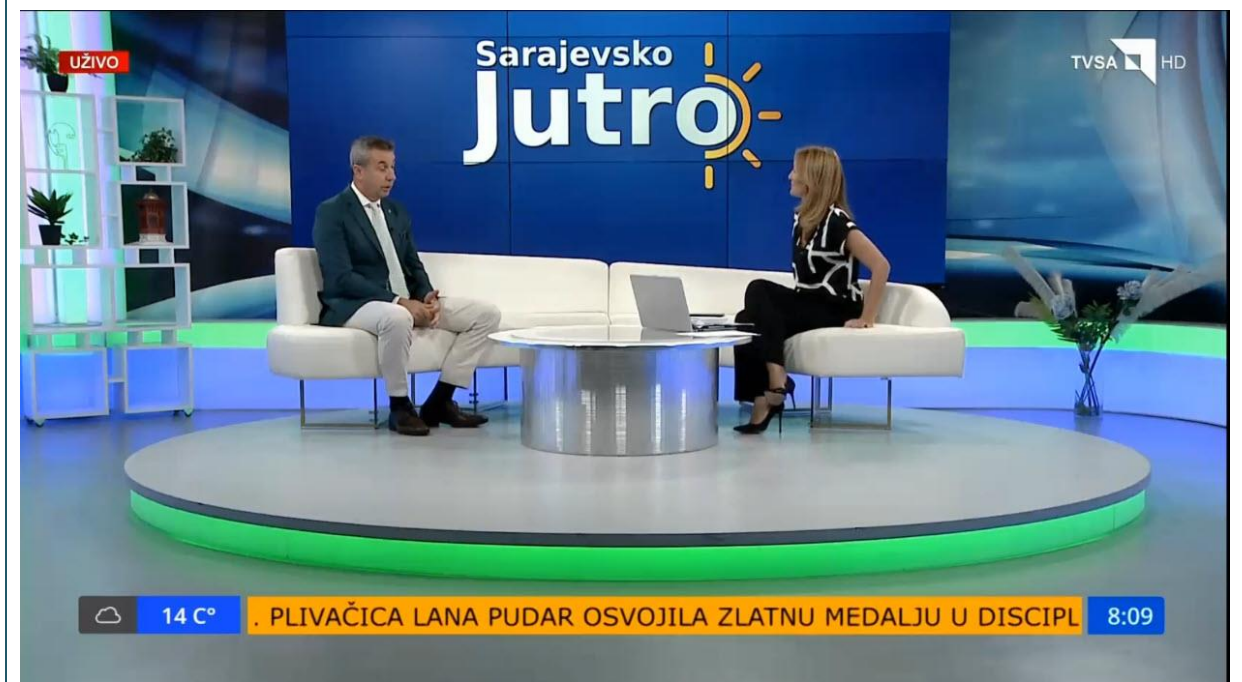 UŽIVO
Sarajevsko
Jutro
TVSA HD
14 C°
. PLIVAČICA LANA PUDAR OSVOJILA ZLATNU MEDALJU U DISCIPL
8:09